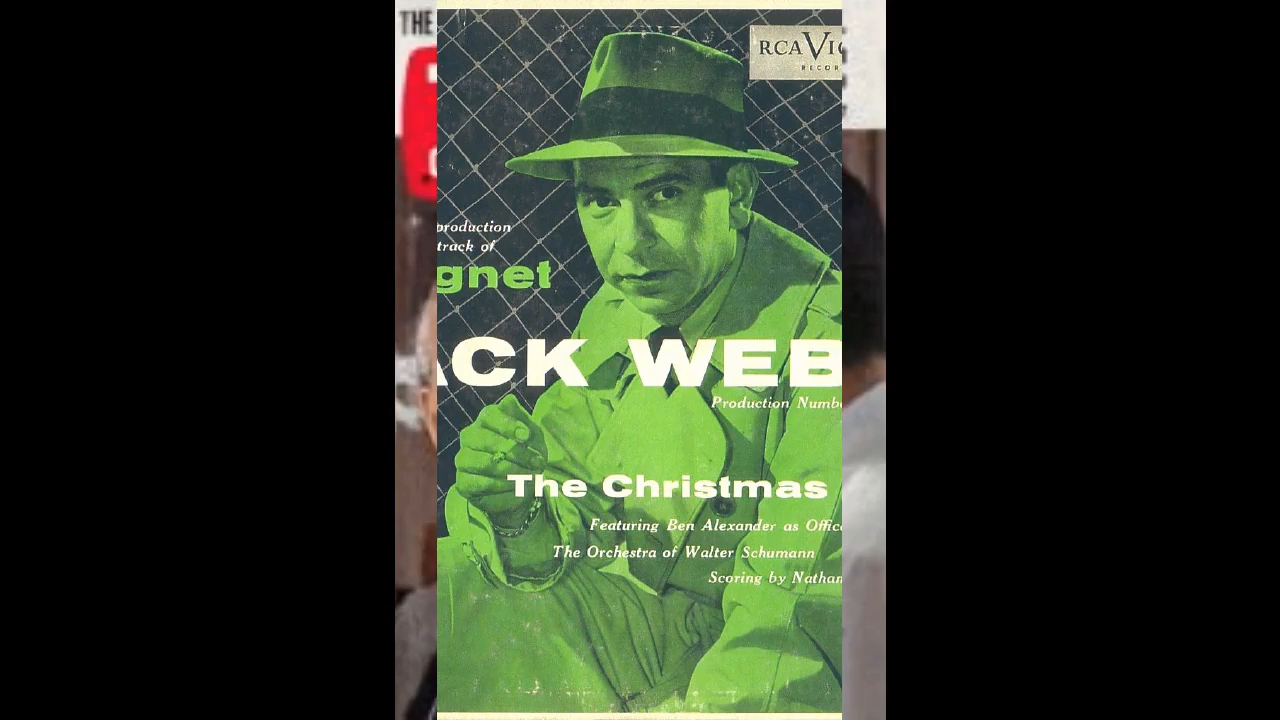 THE
RCA VIC
RECOR
production
track of
gnet
ACK WEB
Production Numb
The Christmas
Featuring Ben Alexander as Offic
The Orchestra of Walter Schumann
Scoring by Nathan